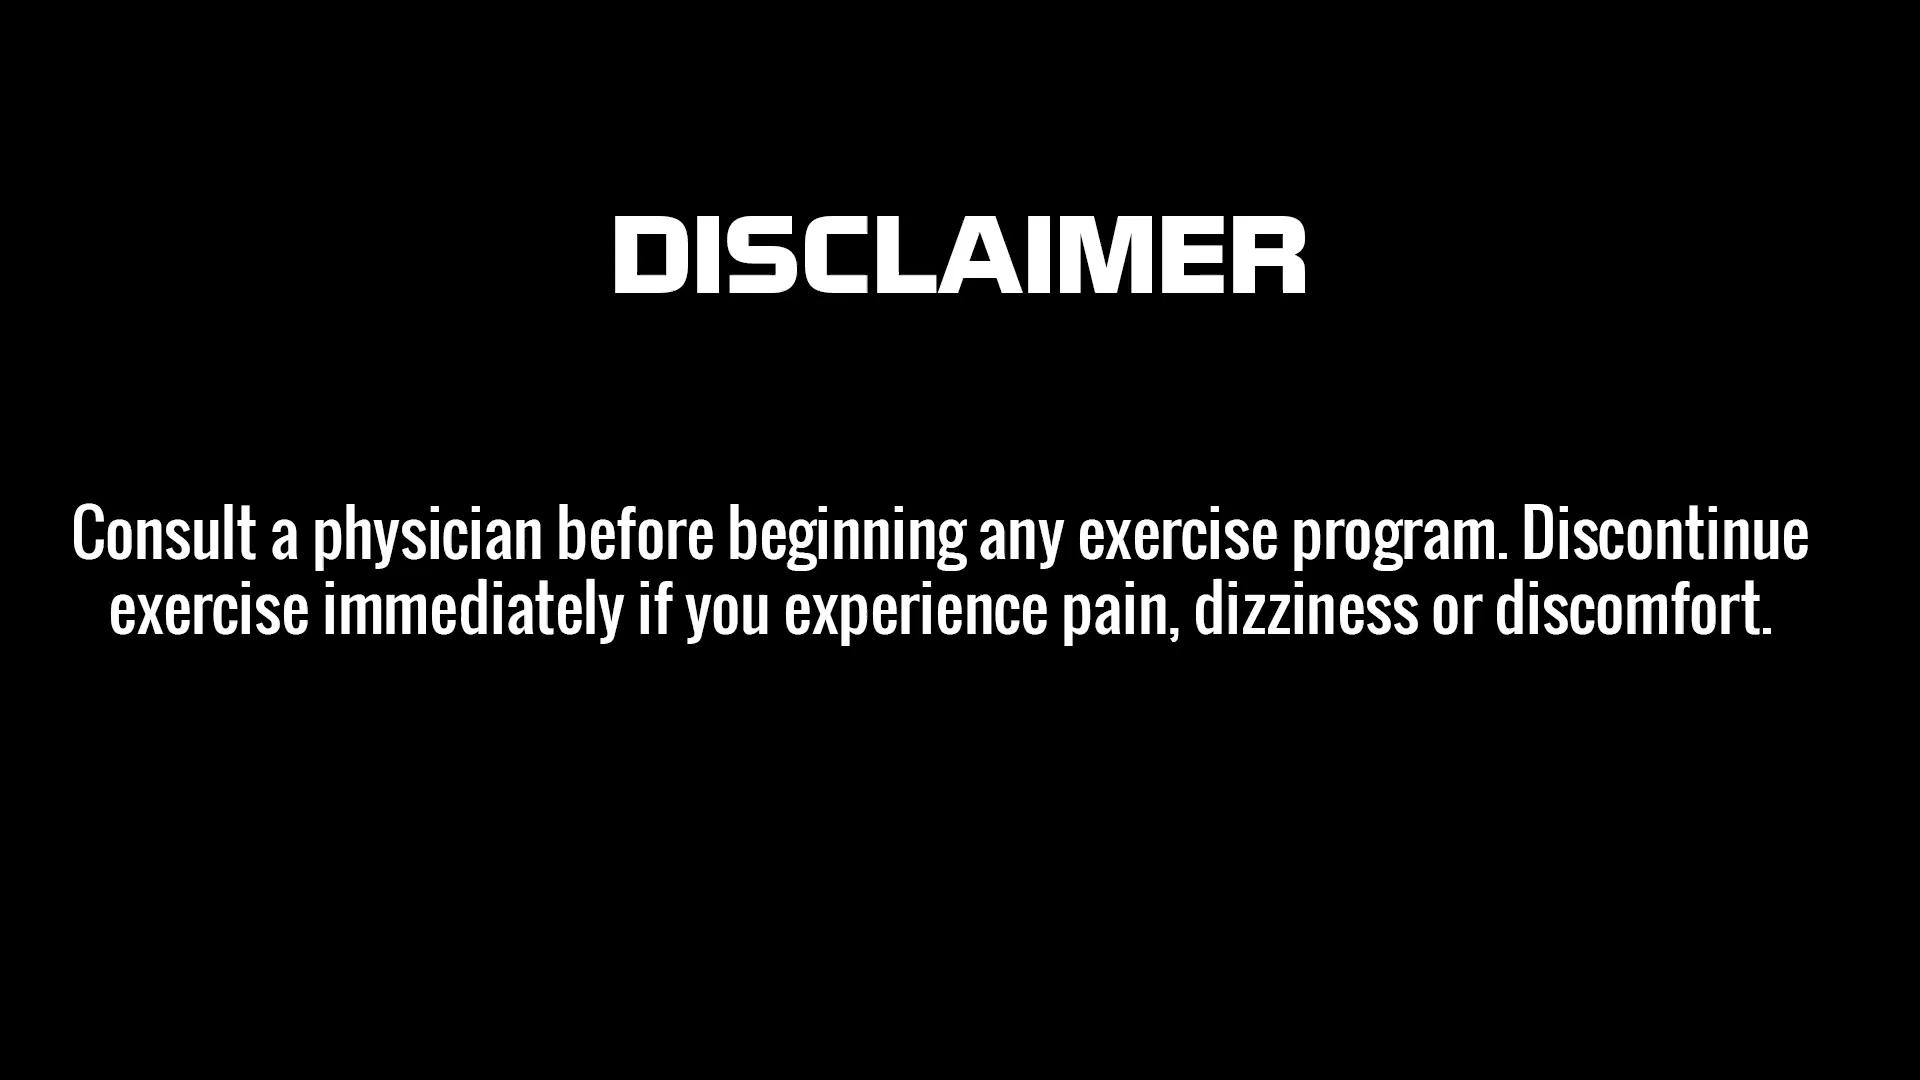 DISCLAIMER
Consult a physician before beginning any exercise program. Discontinue
exercise immediately if you experience pain, dizziness or discomfort.